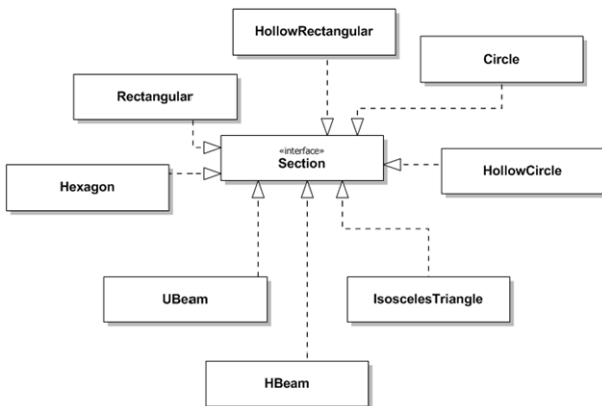 HollowRectangular
Circle
Rectangular
«interface»
Section
HollowCircle
Hexagon
UBeam
IsoscelesTriangle
HBeam